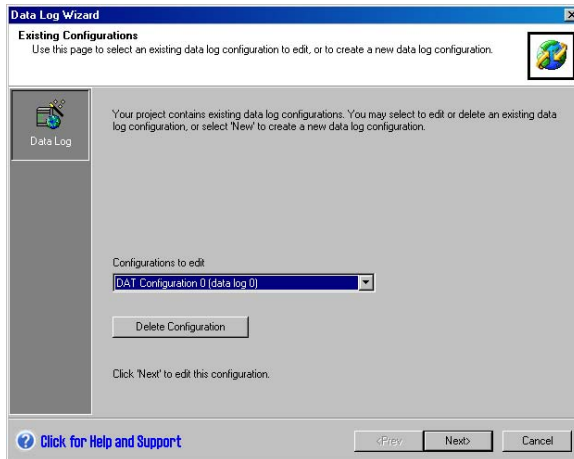 Data Log Wizard
Existing Configurations
Use this page to select an existing data log configuration to edit, or to create a new data log configuration.
Data Log
Your project contains existing data log configurations. You may select to edit or delete an existing data
log configuration, or select 'New' to create a new data log configuration.
Configurations to edit
DAT Configuration 0 (data log 0)
Delete Configuration
Click 'Next' to edit this configuration.
Click for Help and Support
<Prev
Next>
Cancel